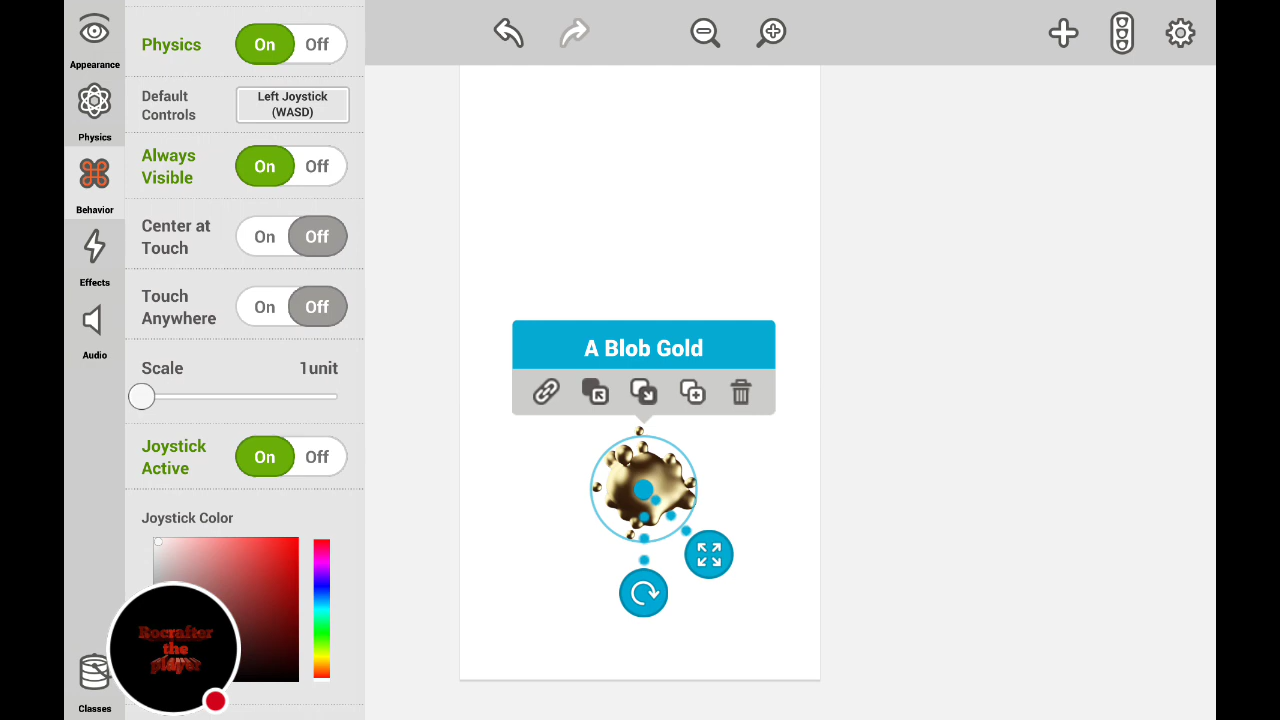 Appearance
Physics
Behavior
Effects
Audio
Classes
Physics
On Off
Default
Controls
Left Joystick
(WASD)
Always
Visible
On Off
Center at
Touch
On Off
Touch
Anywhere
On Off
Scale 1unit
Joystick
Active
On Off
Joystick Color
Rocrafter
the
player
A Blob Gold